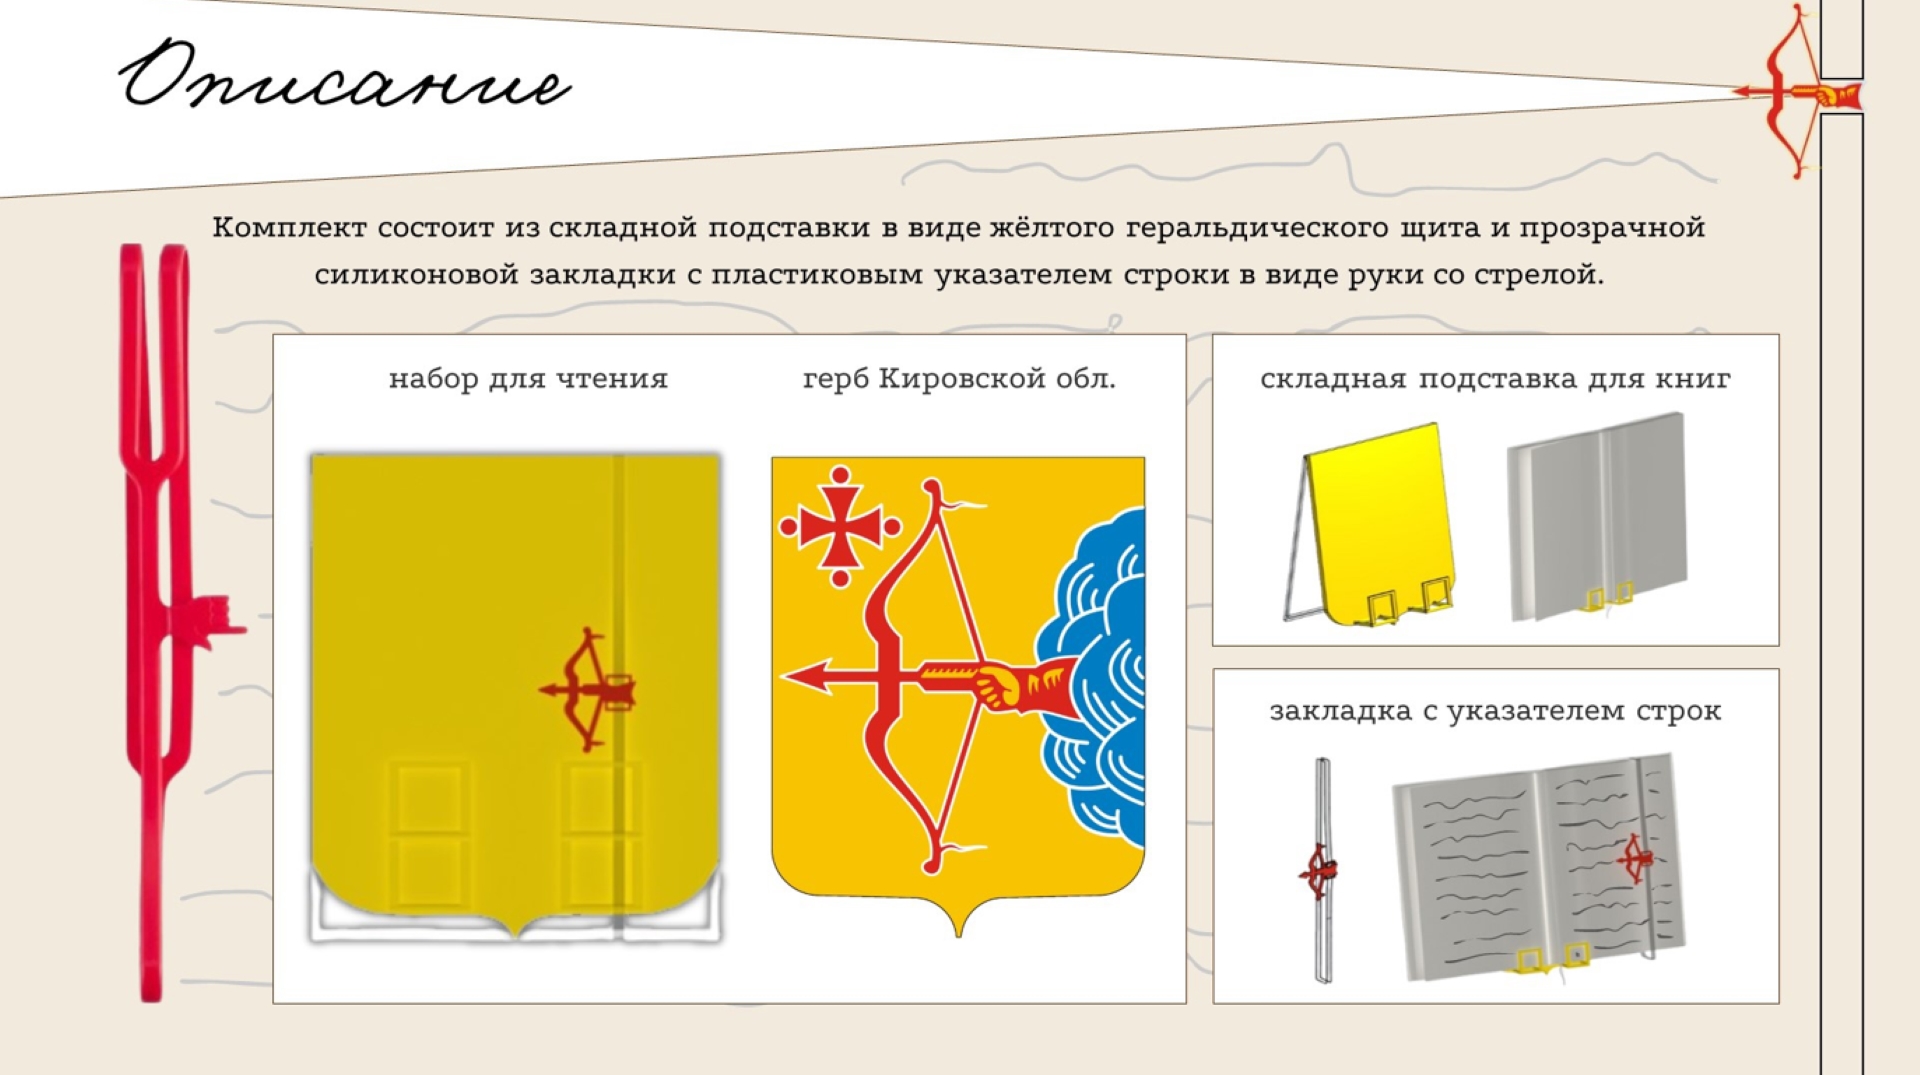 Описание
Комплект состоит из складной подставки в виде жёлтого геральдического щита и прозрачной
силиконовой закладки с пластиковым указателем строки в виде руки со стрелой.
набор для чтения
герб Кировской обл.
складная подставка для книг
закладка с указателем строк